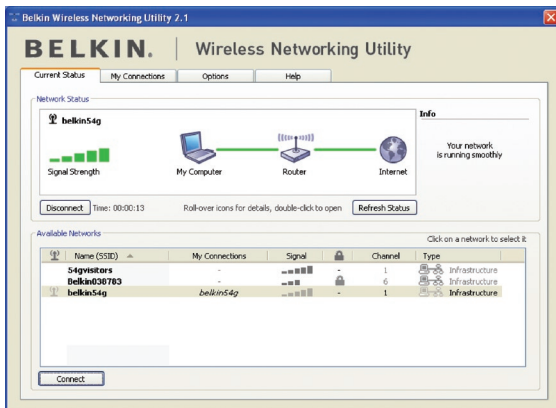 Belkin Wireless Networking Utility 2.1
BELKIN. | Wireless Networking Utility
Current Status My Connections Options Help
Network Status
belkin54g
Info
Your network
is running smoothly
Signal Strength My Computer Router Internet
Disconnect Time: 00:00:13 Roll-over icons for details, double-click to open Refresh Status
Available Networks
Click on a network to select it
Name (SSID) My Connections Signal Channel Type
54gvisitors - - 1 Infrastructure
Belkin038783 - 6 Infrastructure
belkin54g belkin54g - 1 Infrastructure
Connect